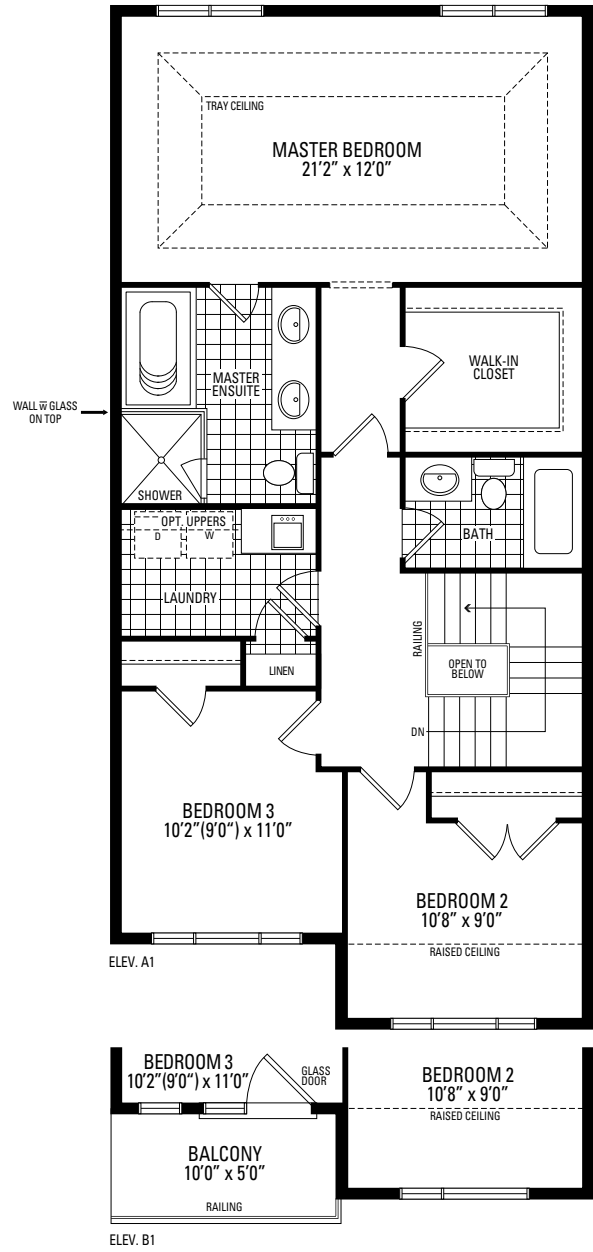 TRAY CEILING
MASTER BEDROOM
21'2" x 12'0"
MASTER
ENSUITE
WALK-IN
CLOSET
WALL w̅ GLASS
ON TOP
SHOWER
BATH
OPT. UPPERS
D
W
LAUNDRY
LINEN
RAILING
OPEN TO
BELOW
DN
BEDROOM 3
10'2"(9'0") x 11'0"
BEDROOM 2
10'8" x 9'0"
RAISED CEILING
ELEV. A1
BEDROOM 3
10'2"(9'0") x 11'0"
GLASS
DOOR
BEDROOM 2
10'8" x 9'0"
RAISED CEILING
BALCONY
10'0" x 5'0"
RAILING
ELEV. B1